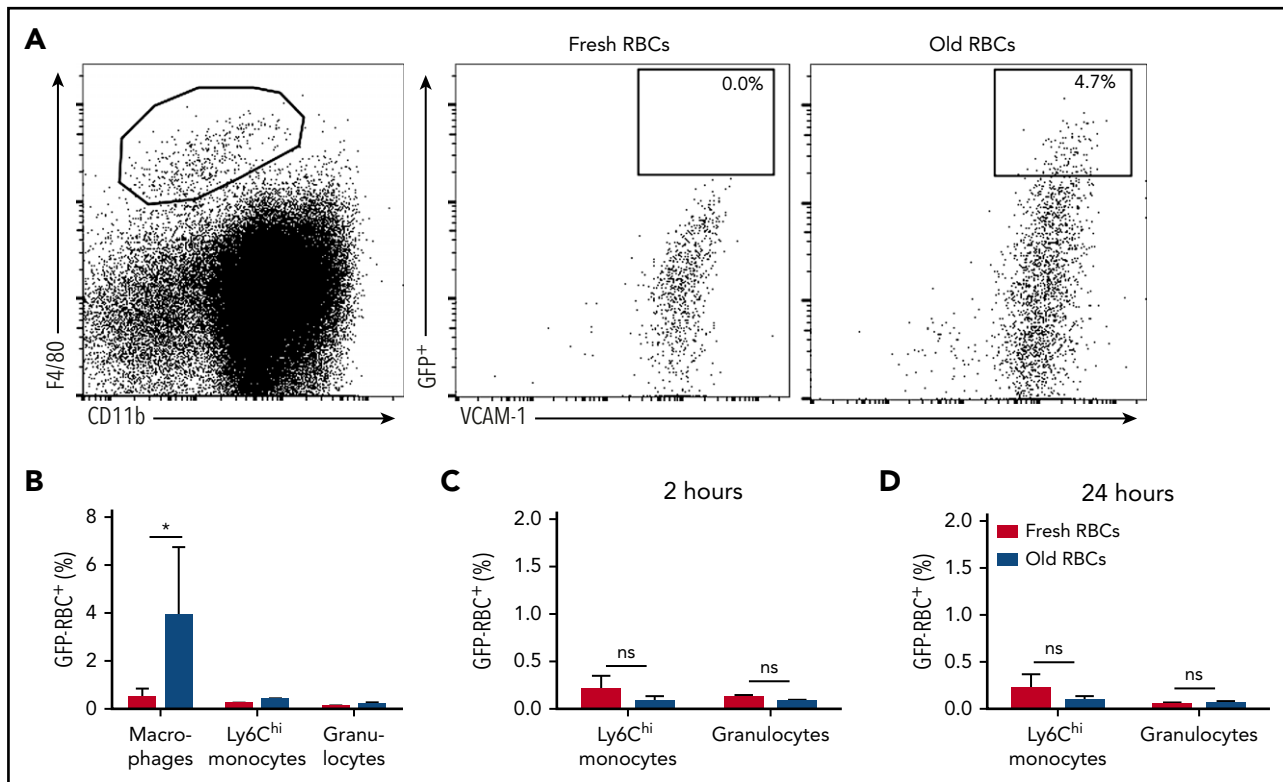 A
Fresh RBCs
Old RBCs
F4/80
CD11b
GFP⁺
0.0%
4.7%
VCAM-1
B
GFP-RBC⁺ (%)
8
6
4
2
0
*
Macro-
phages
Ly6Cʰⁱ
monocytes
Granu-
locytes
C
2 hours
GFP-RBC⁺ (%)
2.0
1.5
1.0
0.5
0.0
ns
ns
Ly6Cʰⁱ
monocytes
Granulocytes
D
24 hours
GFP-RBC⁺ (%)
2.0
1.5
1.0
0.5
0.0
Fresh RBCs
Old RBCs
ns
ns
Ly6Cʰⁱ
monocytes
Granulocytes